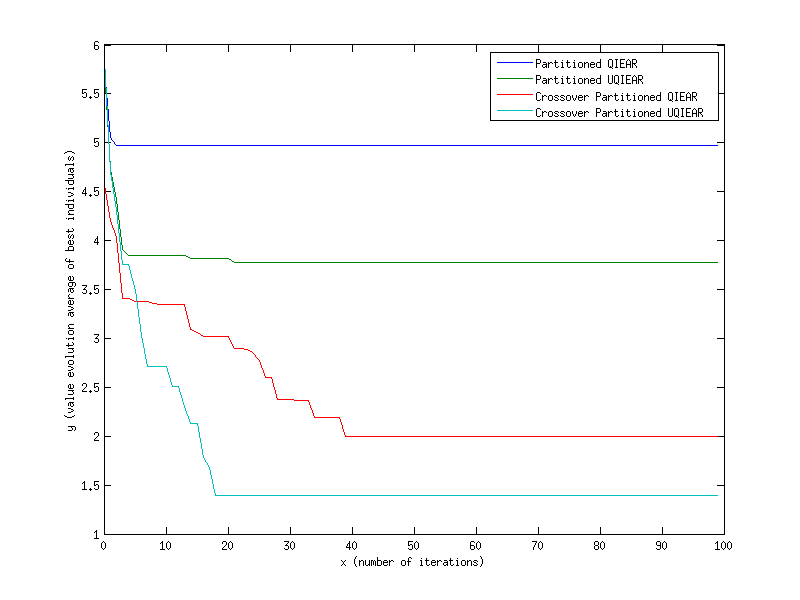 6
5.5
5
4.5
4
3.5
3
2.5
2
1.5
1
y (value evolution average of best individuals)
Partitioned QIEAR
Partitioned UQIEAR
Crossover Partitioned QIEAR
Crossover Partitioned UQIEAR
0 10 20 30 40 50 60 70 80 90 100
x (number of iterations)